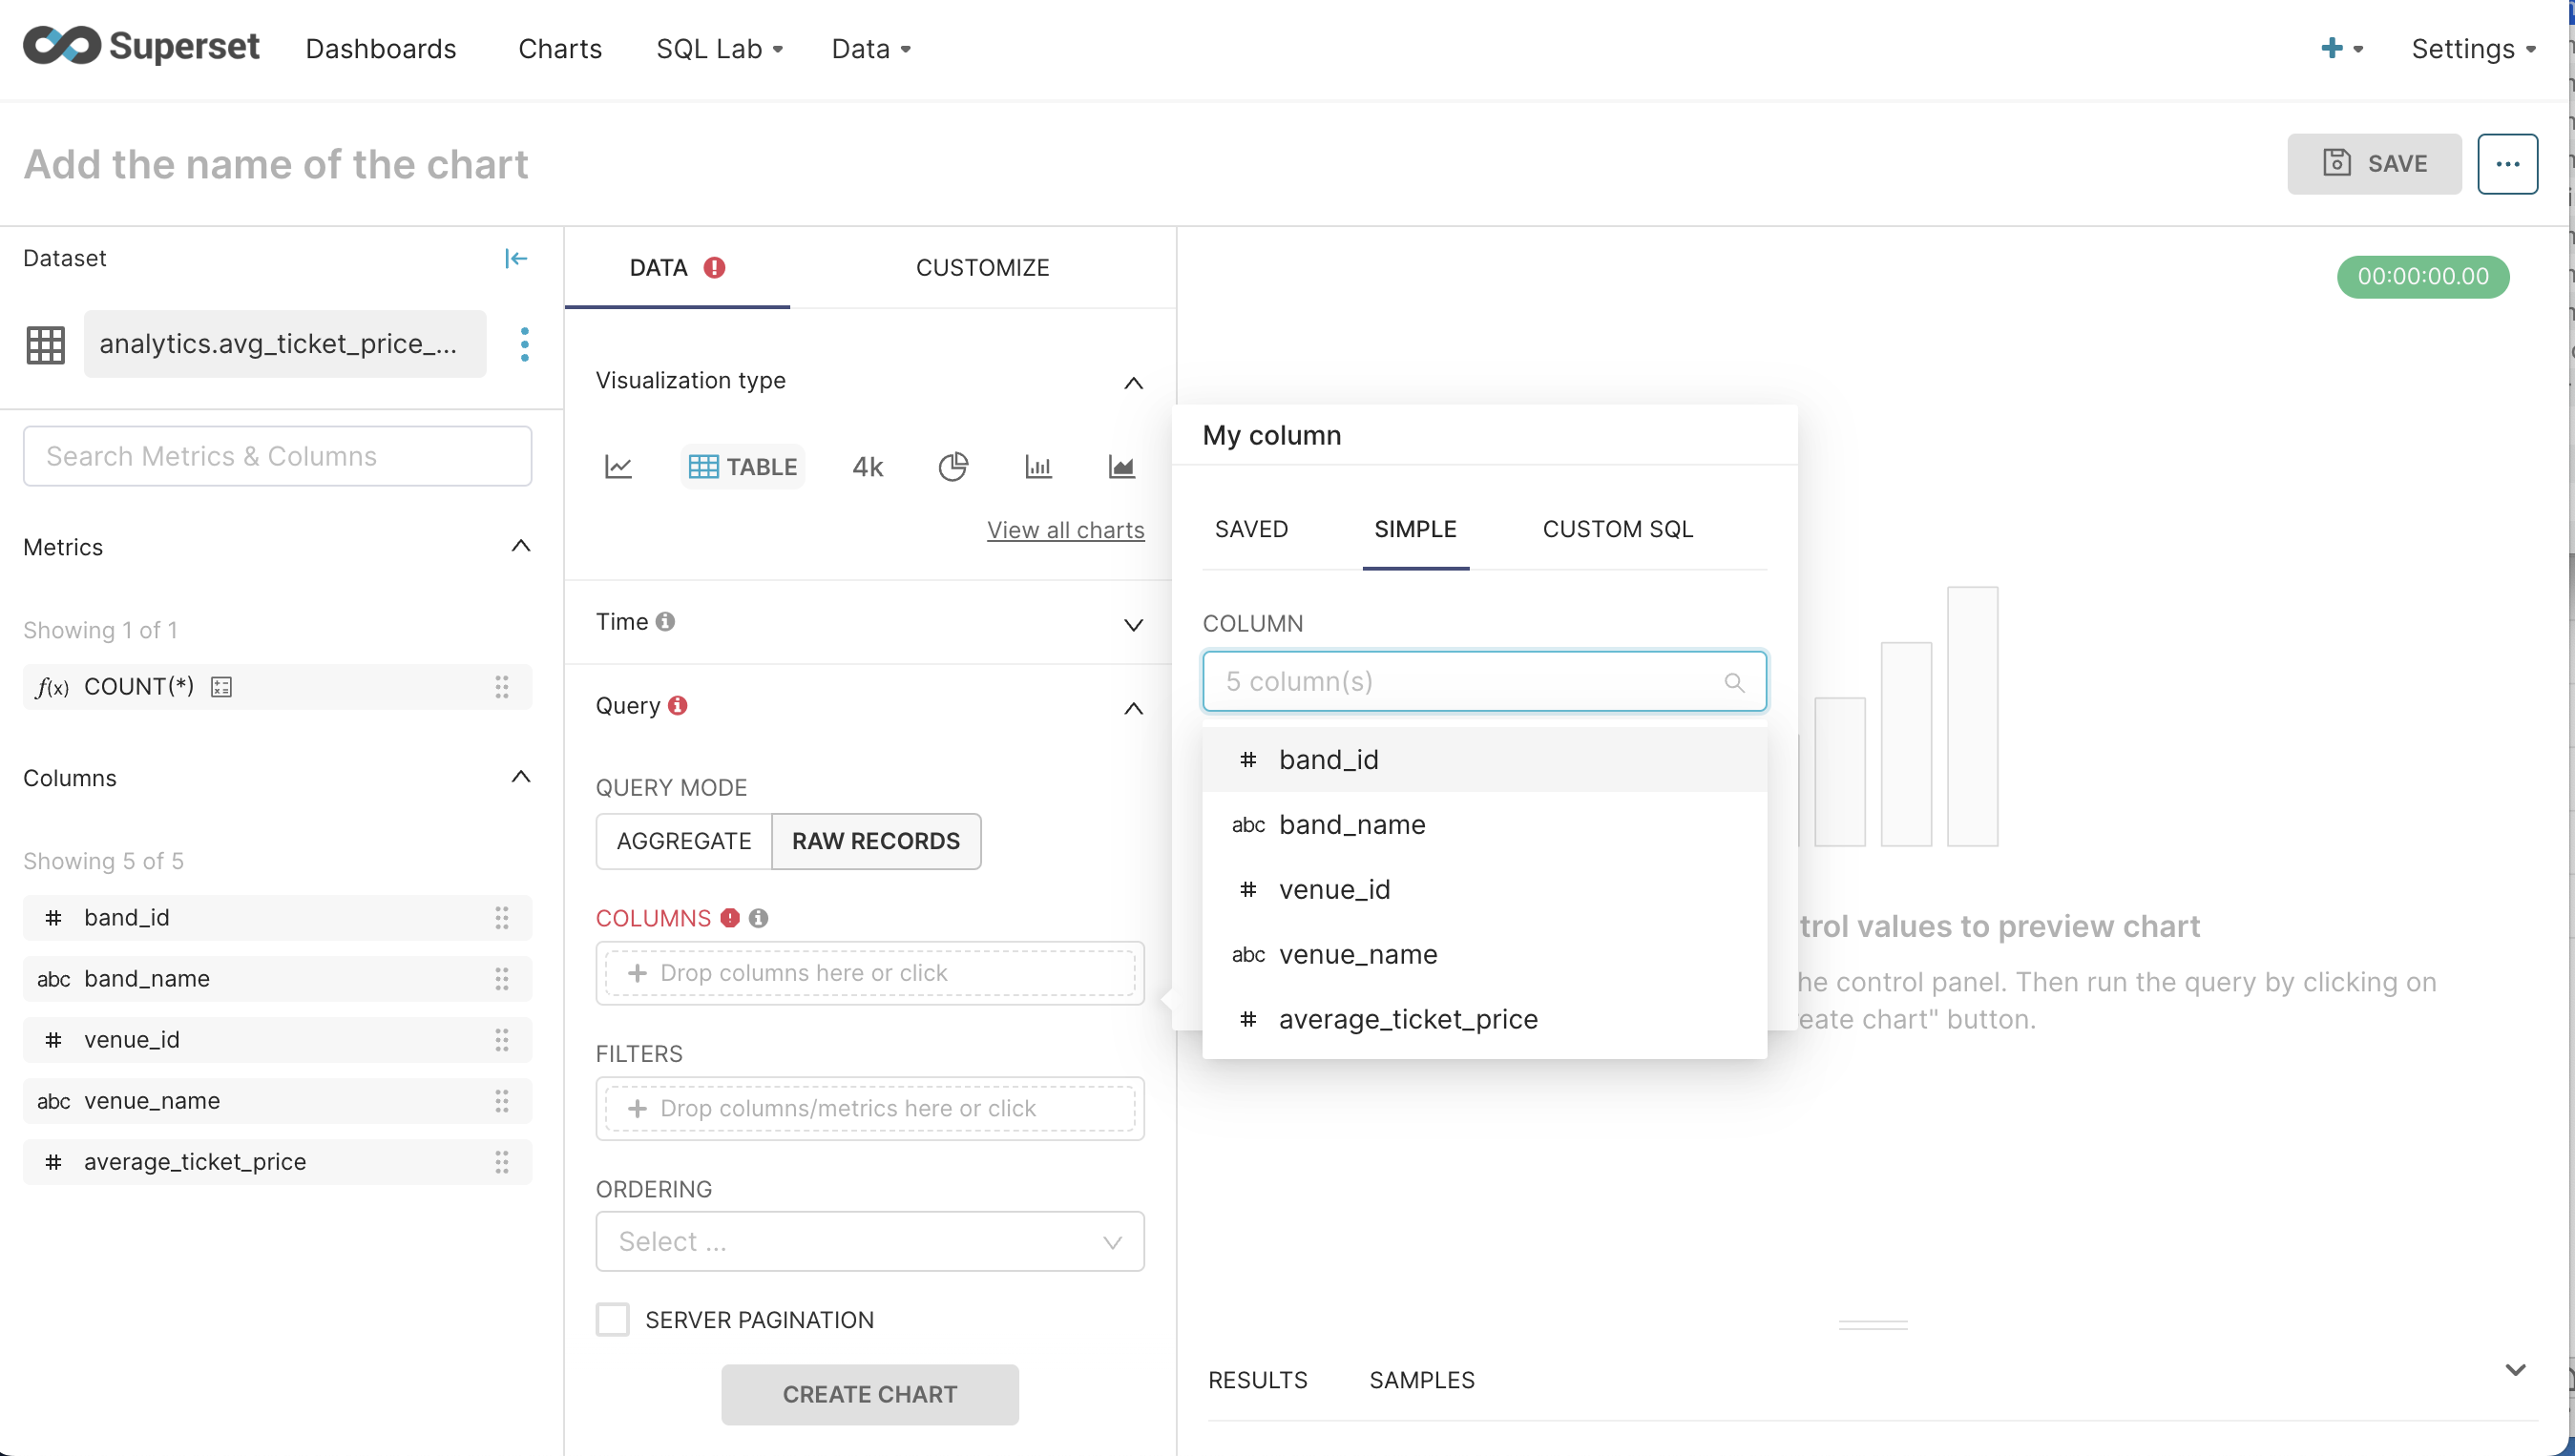 Superset
Dashboards
Charts
SQL Lab
Data
Settings
Add the name of the chart
SAVE
Dataset
analytics.avg_ticket_price_...
Search Metrics & Columns
Metrics
Showing 1 of 1
f(x) COUNT(*)
Columns
Showing 5 of 5
# band_id
abc band_name
# venue_id
abc venue_name
# average_ticket_price
DATA
CUSTOMIZE
Visualization type
TABLE
4k
View all charts
Time
Query
QUERY MODE
AGGREGATE
RAW RECORDS
COLUMNS
+ Drop columns here or click
FILTERS
+ Drop columns/metrics here or click
ORDERING
Select ...
SERVER PAGINATION
CREATE CHART
00:00:00.00
My column
SAVED
SIMPLE
CUSTOM SQL
COLUMN
5 column(s)
# band_id
abc band_name
# venue_id
abc venue_name
# average_ticket_price
trol values to preview chart
he control panel. Then run the query by clicking on
eate chart" button.
RESULTS
SAMPLES